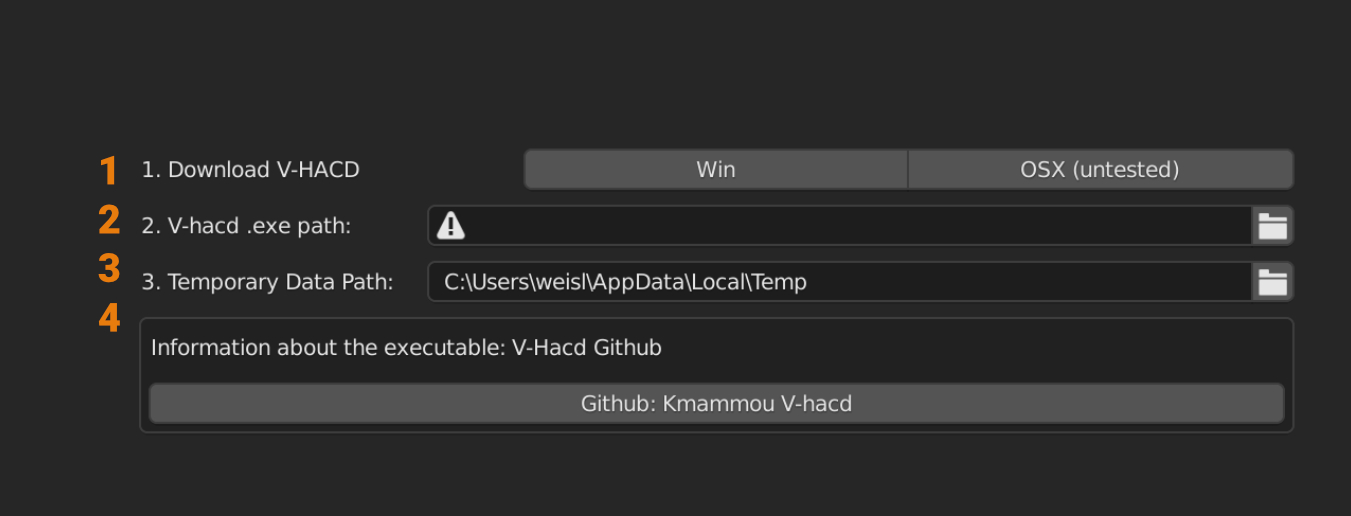 1 1. Download V-HACD Win OSX (untested)
2 2. V-hacd .exe path:
3 3. Temporary Data Path: C:\Users\weisl\AppData\Local\Temp
4
Information about the executable: V-Hacd Github
Github: Kmammou V-hacd